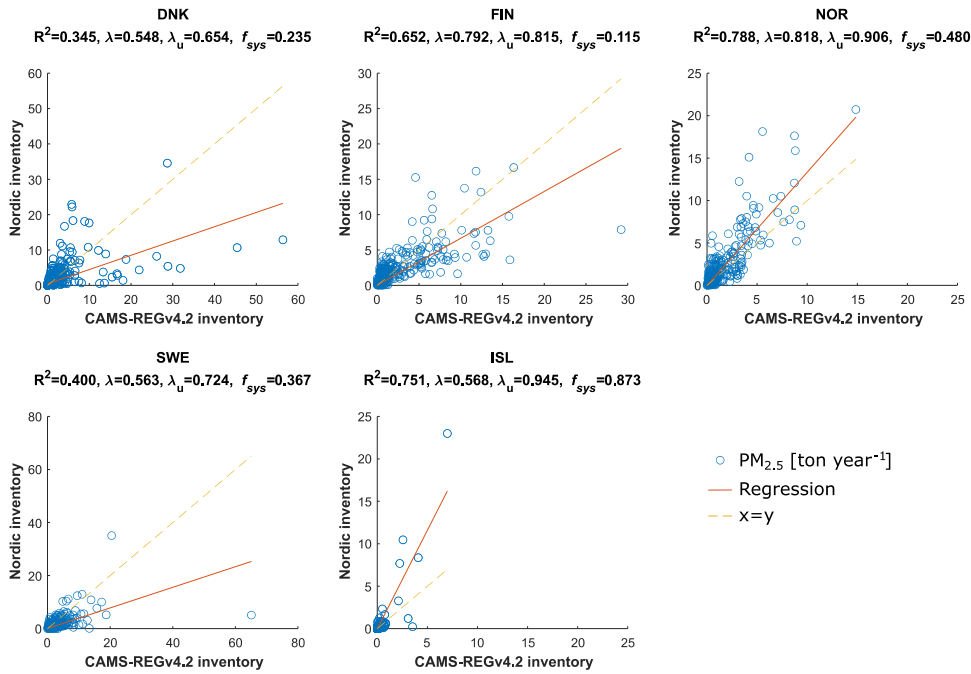 DNK
R²=0.345, λ=0.548, λu=0.654, fsys=0.235
60
50
40
30
20
10
0
0 10 20 30 40 50 60
Nordic inventory
CAMS-REGv4.2 inventory
FIN
R²=0.652, λ=0.792, λu=0.815, fsys=0.115
30
25
20
15
10
5
0
0 5 10 15 20 25 30
Nordic inventory
CAMS-REGv4.2 inventory
NOR
R²=0.788, λ=0.818, λu=0.906, fsys=0.480
25
20
15
10
5
0
0 5 10 15 20 25
Nordic inventory
CAMS-REGv4.2 inventory
SWE
R²=0.400, λ=0.563, λu=0.724, fsys=0.367
80
60
40
20
0
0 20 40 60 80
Nordic inventory
CAMS-REGv4.2 inventory
ISL
R²=0.751, λ=0.568, λu=0.945, fsys=0.873
25
20
15
10
5
0
0 5 10 15 20 25
Nordic inventory
CAMS-REGv4.2 inventory
PM2.5 [ton year⁻¹]
Regression
x=y